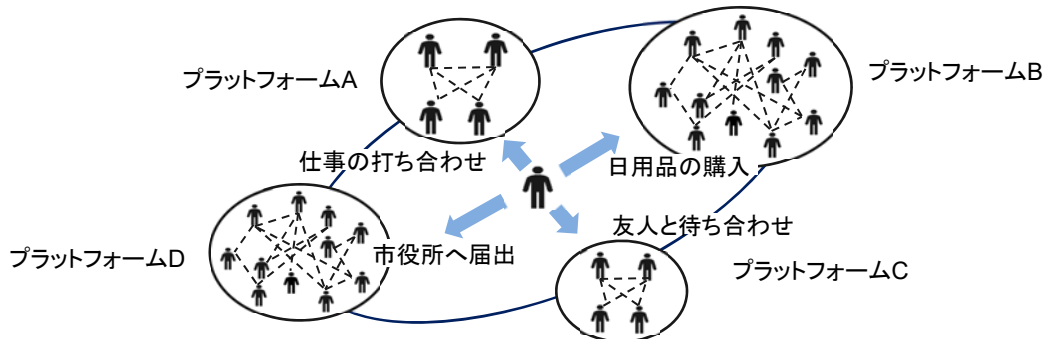 プラットフォームA
プラットフォームB
仕事の打ち合わせ
日用品の購入
友人と待ち合わせ
プラットフォームD
市役所へ届出
プラットフォームC